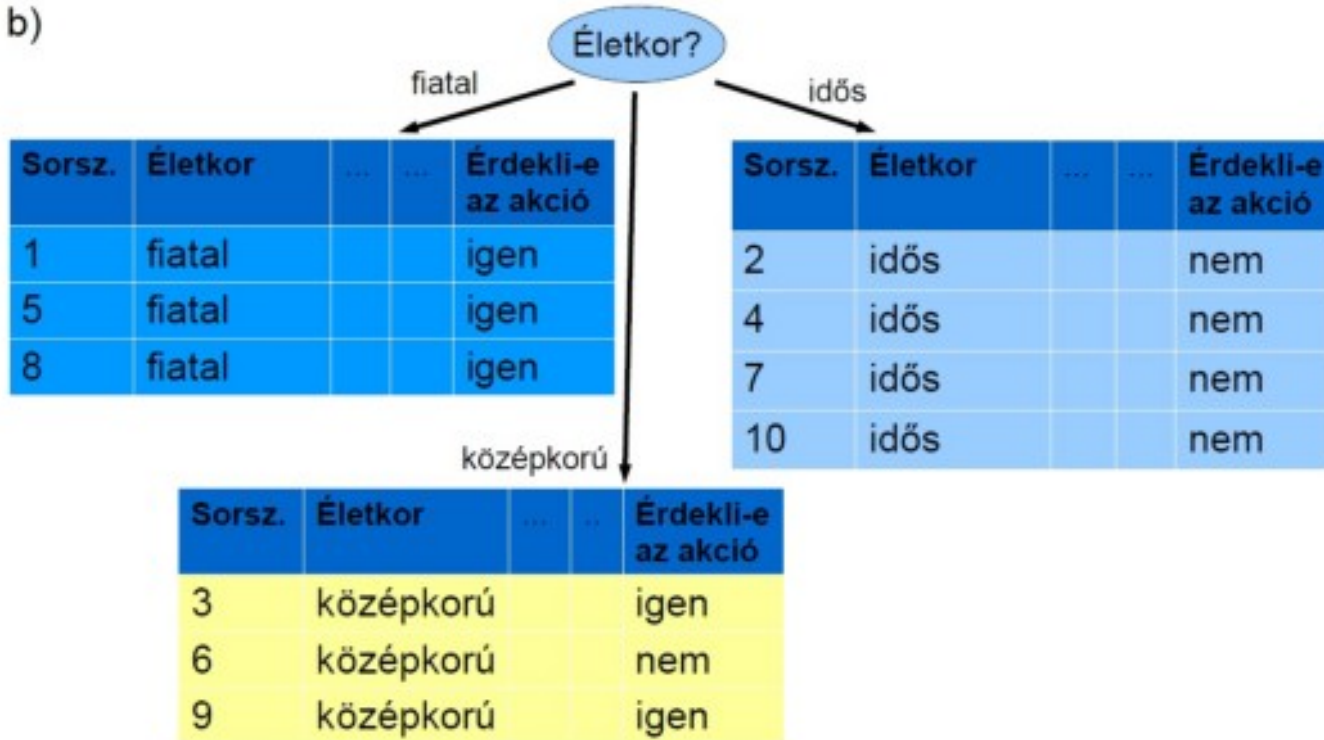 b)
Életkor?
fiatal
idős
Sorsz. Életkor ... ... Érdekli-e
az akció
1 fiatal igen
5 fiatal igen
8 fiatal igen
Sorsz. Életkor ... ... Érdekli-e
az akció
2 idős nem
4 idős nem
7 idős nem
10 idős nem
középkorú
Sorsz. Életkor ... .. Érdekli-e
az akció
3 középkorú igen
6 középkorú nem
9 középkorú igen